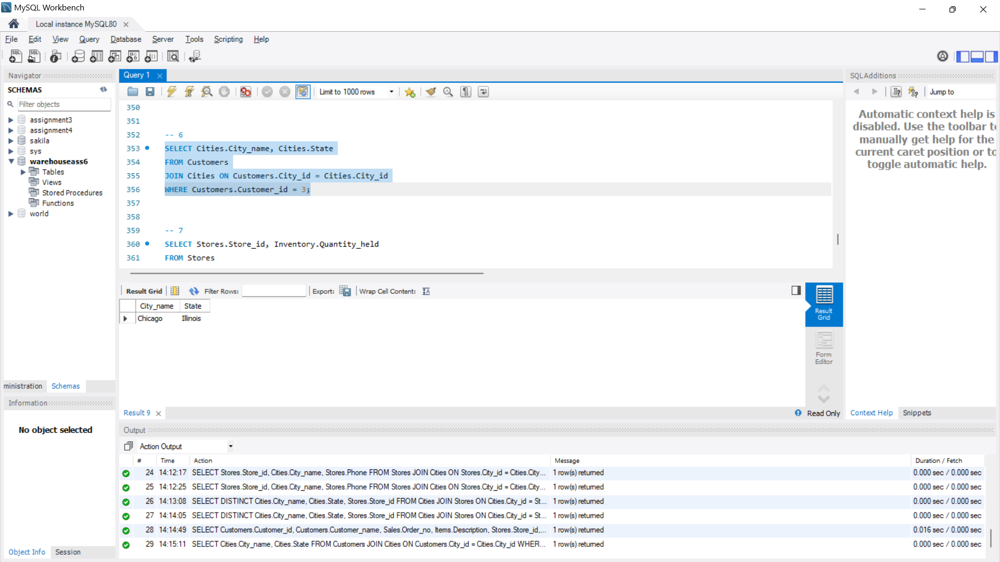 MySQL Workbench
Local instance MySQL80
File Edit View Query Database Server Tools Scripting Help
Navigator
SCHEMAS
Filter objects
assignment3
assignment4
sakila
sys
warehouseass6
Tables
Views
Stored Procedures
Functions
world
ministration Schemas
Information
No object selected
Object Info Session
Query 1
Limit to 1000 rows
350
351
352 -- 6
353 SELECT Cities.City_name, Cities.State
354 FROM Customers
355 JOIN Cities ON Customers.City_id = Cities.City_id
356 WHERE Customers.Customer_id = 3;
357
358
359 -- 7
360 SELECT Stores.Store_id, Inventory.Quantity_held
361 FROM Stores
Result Grid Filter Rows: Export: Wrap Cell Content:
City_name State
Chicago Illinois
Result
Grid
Form
Editor
Result 9 Read Only
SQLAdditions
Jump to
Automatic context help is
disabled. Use the toolbar to
manually get help for the
current caret position or to
toggle automatic help.
Context Help Snippets
Output
Action Output
# Time Action Message Duration / Fetch
24 14:12:17 SELECT Stores.Store_id, Cities.City_name, Stores.Phone FROM Stores JOIN Cities ON Stores.City_id = Cities.City... 1 row(s) returned 0.000 sec / 0.000 sec
25 14:12:25 SELECT Stores.Store_id, Cities.City_name, Stores.Phone FROM Stores JOIN Cities ON Stores.City_id = Cities.City... 1 row(s) returned 0.000 sec / 0.000 sec
26 14:13:08 SELECT DISTINCT Cities.City_name, Cities.State, Stores.Store_id FROM Cities JOIN Stores ON Cities.City_id = St... 1 row(s) returned 0.000 sec / 0.000 sec
27 14:14:05 SELECT DISTINCT Cities.City_name, Cities.State, Stores.Store_id FROM Cities JOIN Stores ON Cities.City_id = St... 1 row(s) returned 0.000 sec / 0.000 sec
28 14:14:49 SELECT Customers.Customer_id, Customers.Customer_name, Sales.Order_no, Items.Description, Stores.Store_id,... 1 row(s) returned 0.016 sec / 0.000 sec
29 14:15:11 SELECT Cities.City_name, Cities.State FROM Customers JOIN Cities ON Customers.City_id = Cities.City_id WHER... 1 row(s) returned 0.000 sec / 0.000 sec